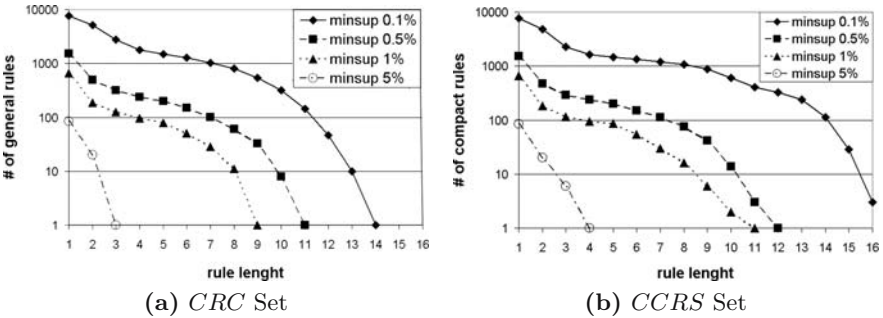 10000
1000
100
10
1
# of general rules
minsup 0.1%
minsup 0.5%
minsup 1%
minsup 5%
1 2 3 4 5 6 7 8 9 10 11 12 13 14 15 16
rule lenght
(a) CRC Set
10000
1000
100
10
1
# of compact rules
minsup 0.1%
minsup 0.5%
minsup 1%
minsup 5%
1 2 3 4 5 6 7 8 9 10 11 12 13 14 15 16
rule lenght
(b) CCRS Set